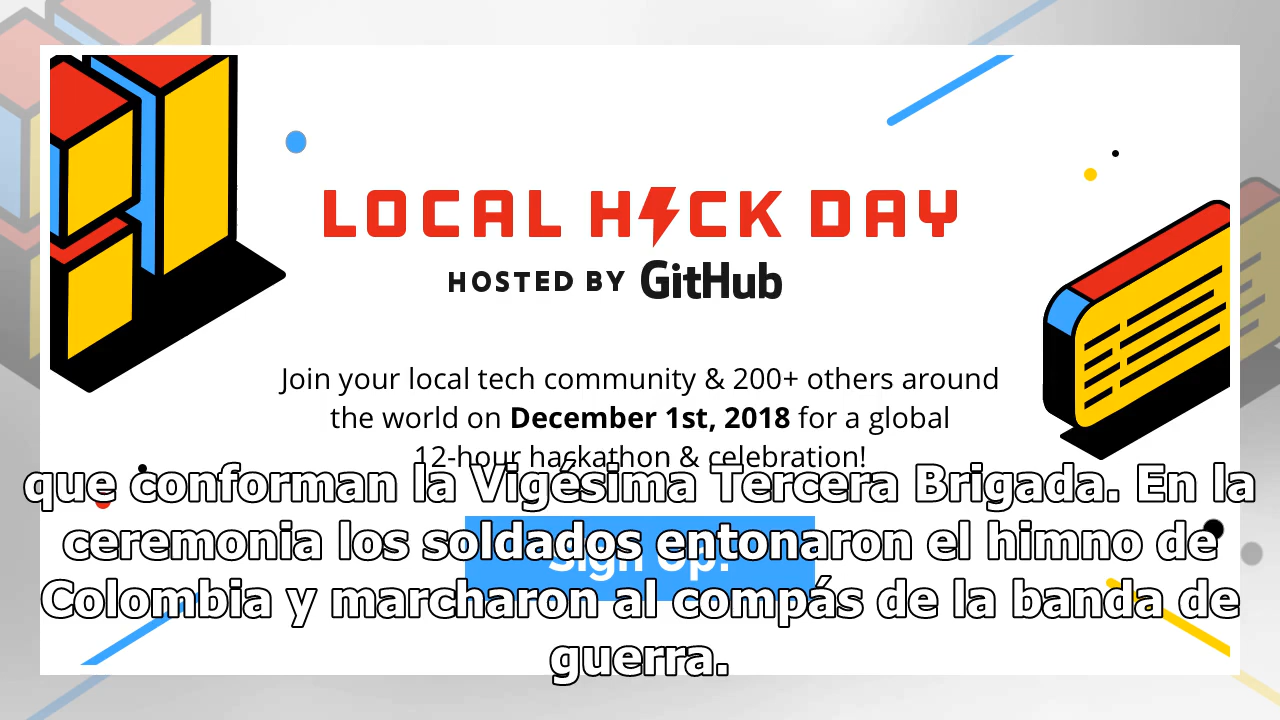 LOCAL HACK DAY
HOSTED BY GitHub
Join your local tech community & 200+ others around
the world on December 1st, 2018 for a global
12-hour hackathon & celebration!
Sign Up!
que conforman la Vigésima Tercera Brigada. En la
ceremonia los soldados entonaron el himno de
Colombia y marcharon al compás de la banda de
guerra.